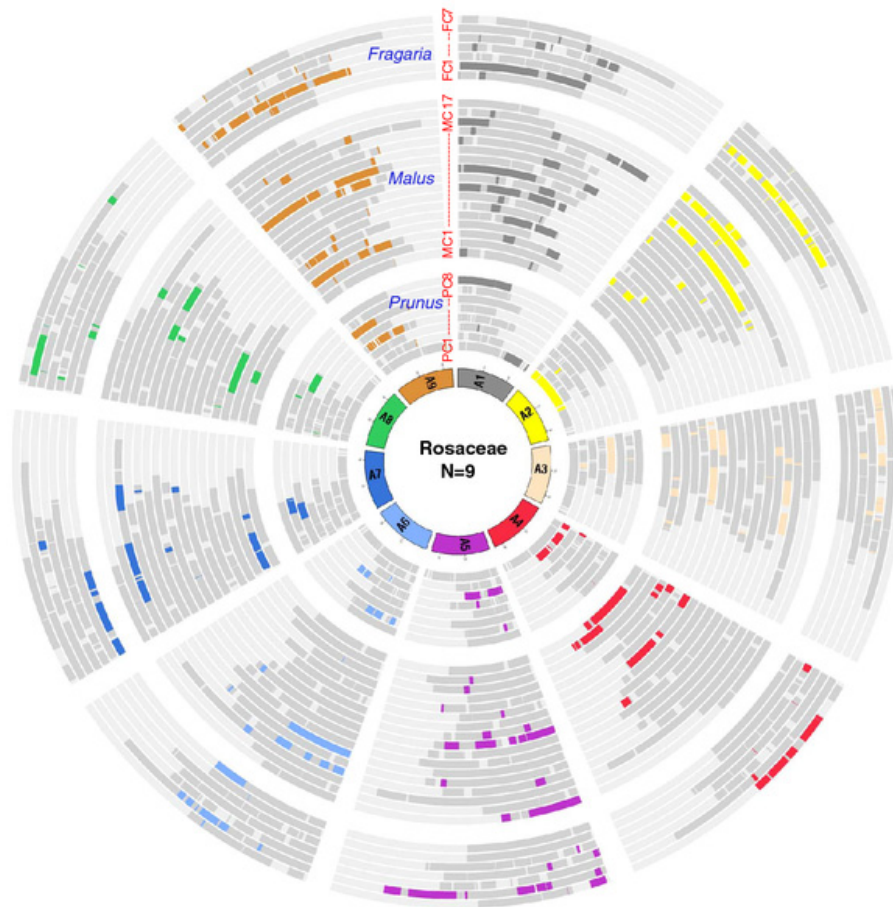 Fragaria
Malus
Prunus
FC1 --- --FC7
MC1 ------------------MC17
PC1 ------ --PC8
A1
A2
A3
A4
A5
A6
A7
A8
A9
Rosaceae
N=9